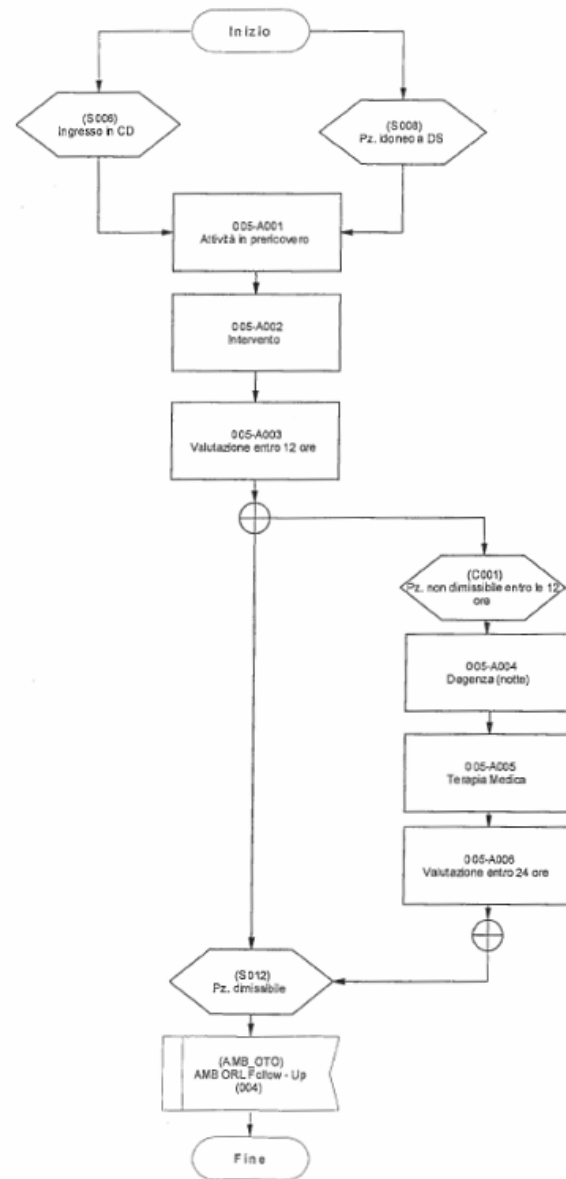 Inizio
(S006)
Ingresso in CD
(S008)
Pz. idoneo a DS
005-A001
Attività in prericovero
005-A002
Intervento
005-A003
Valutazione entro 12 ore
(C001)
Pz. non dimissibile entro le 12
ore
005-A004
Degenza (notte)
005-A005
Terapia Medica
005-A006
Valutazione entro 24 ore
(S012)
Pz. dimissibile
(AMB_OTO)
AMB ORL Follow - Up
(004)
Fine